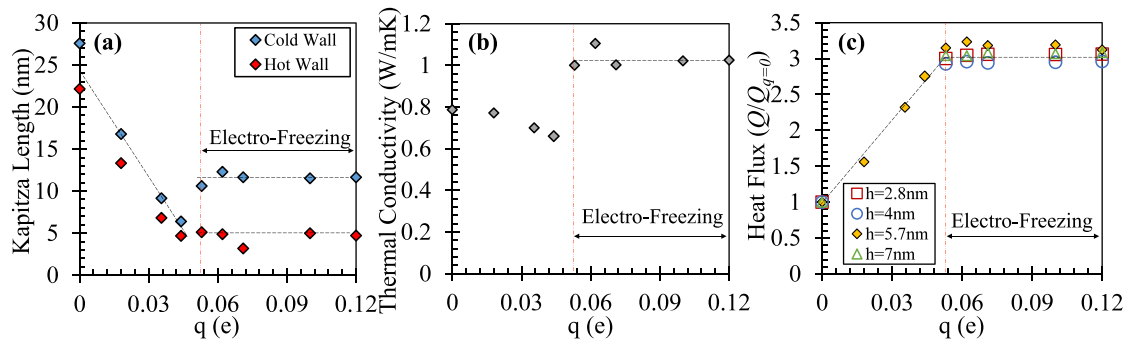 (a)
Cold Wall
Hot Wall
Electro-Freezing
Kapitza Length (nm)
30
25
20
15
10
5
0
0 0.03 0.06 0.09 0.12
q (e)
(b)
Electro-Freezing
Thermal Conductivity (W/mK)
1.2
1
0.8
0.6
0.4
0.2
0
0 0.03 0.06 0.09 0.12
q (e)
(c)
Electro-Freezing
h=2.8nm
h=4nm
h=5.7nm
h=7nm
Heat Flux (Q/Qq=0)
3.5
3
2.5
2
1.5
1
0.5
0
0 0.03 0.06 0.09 0.12
q (e)